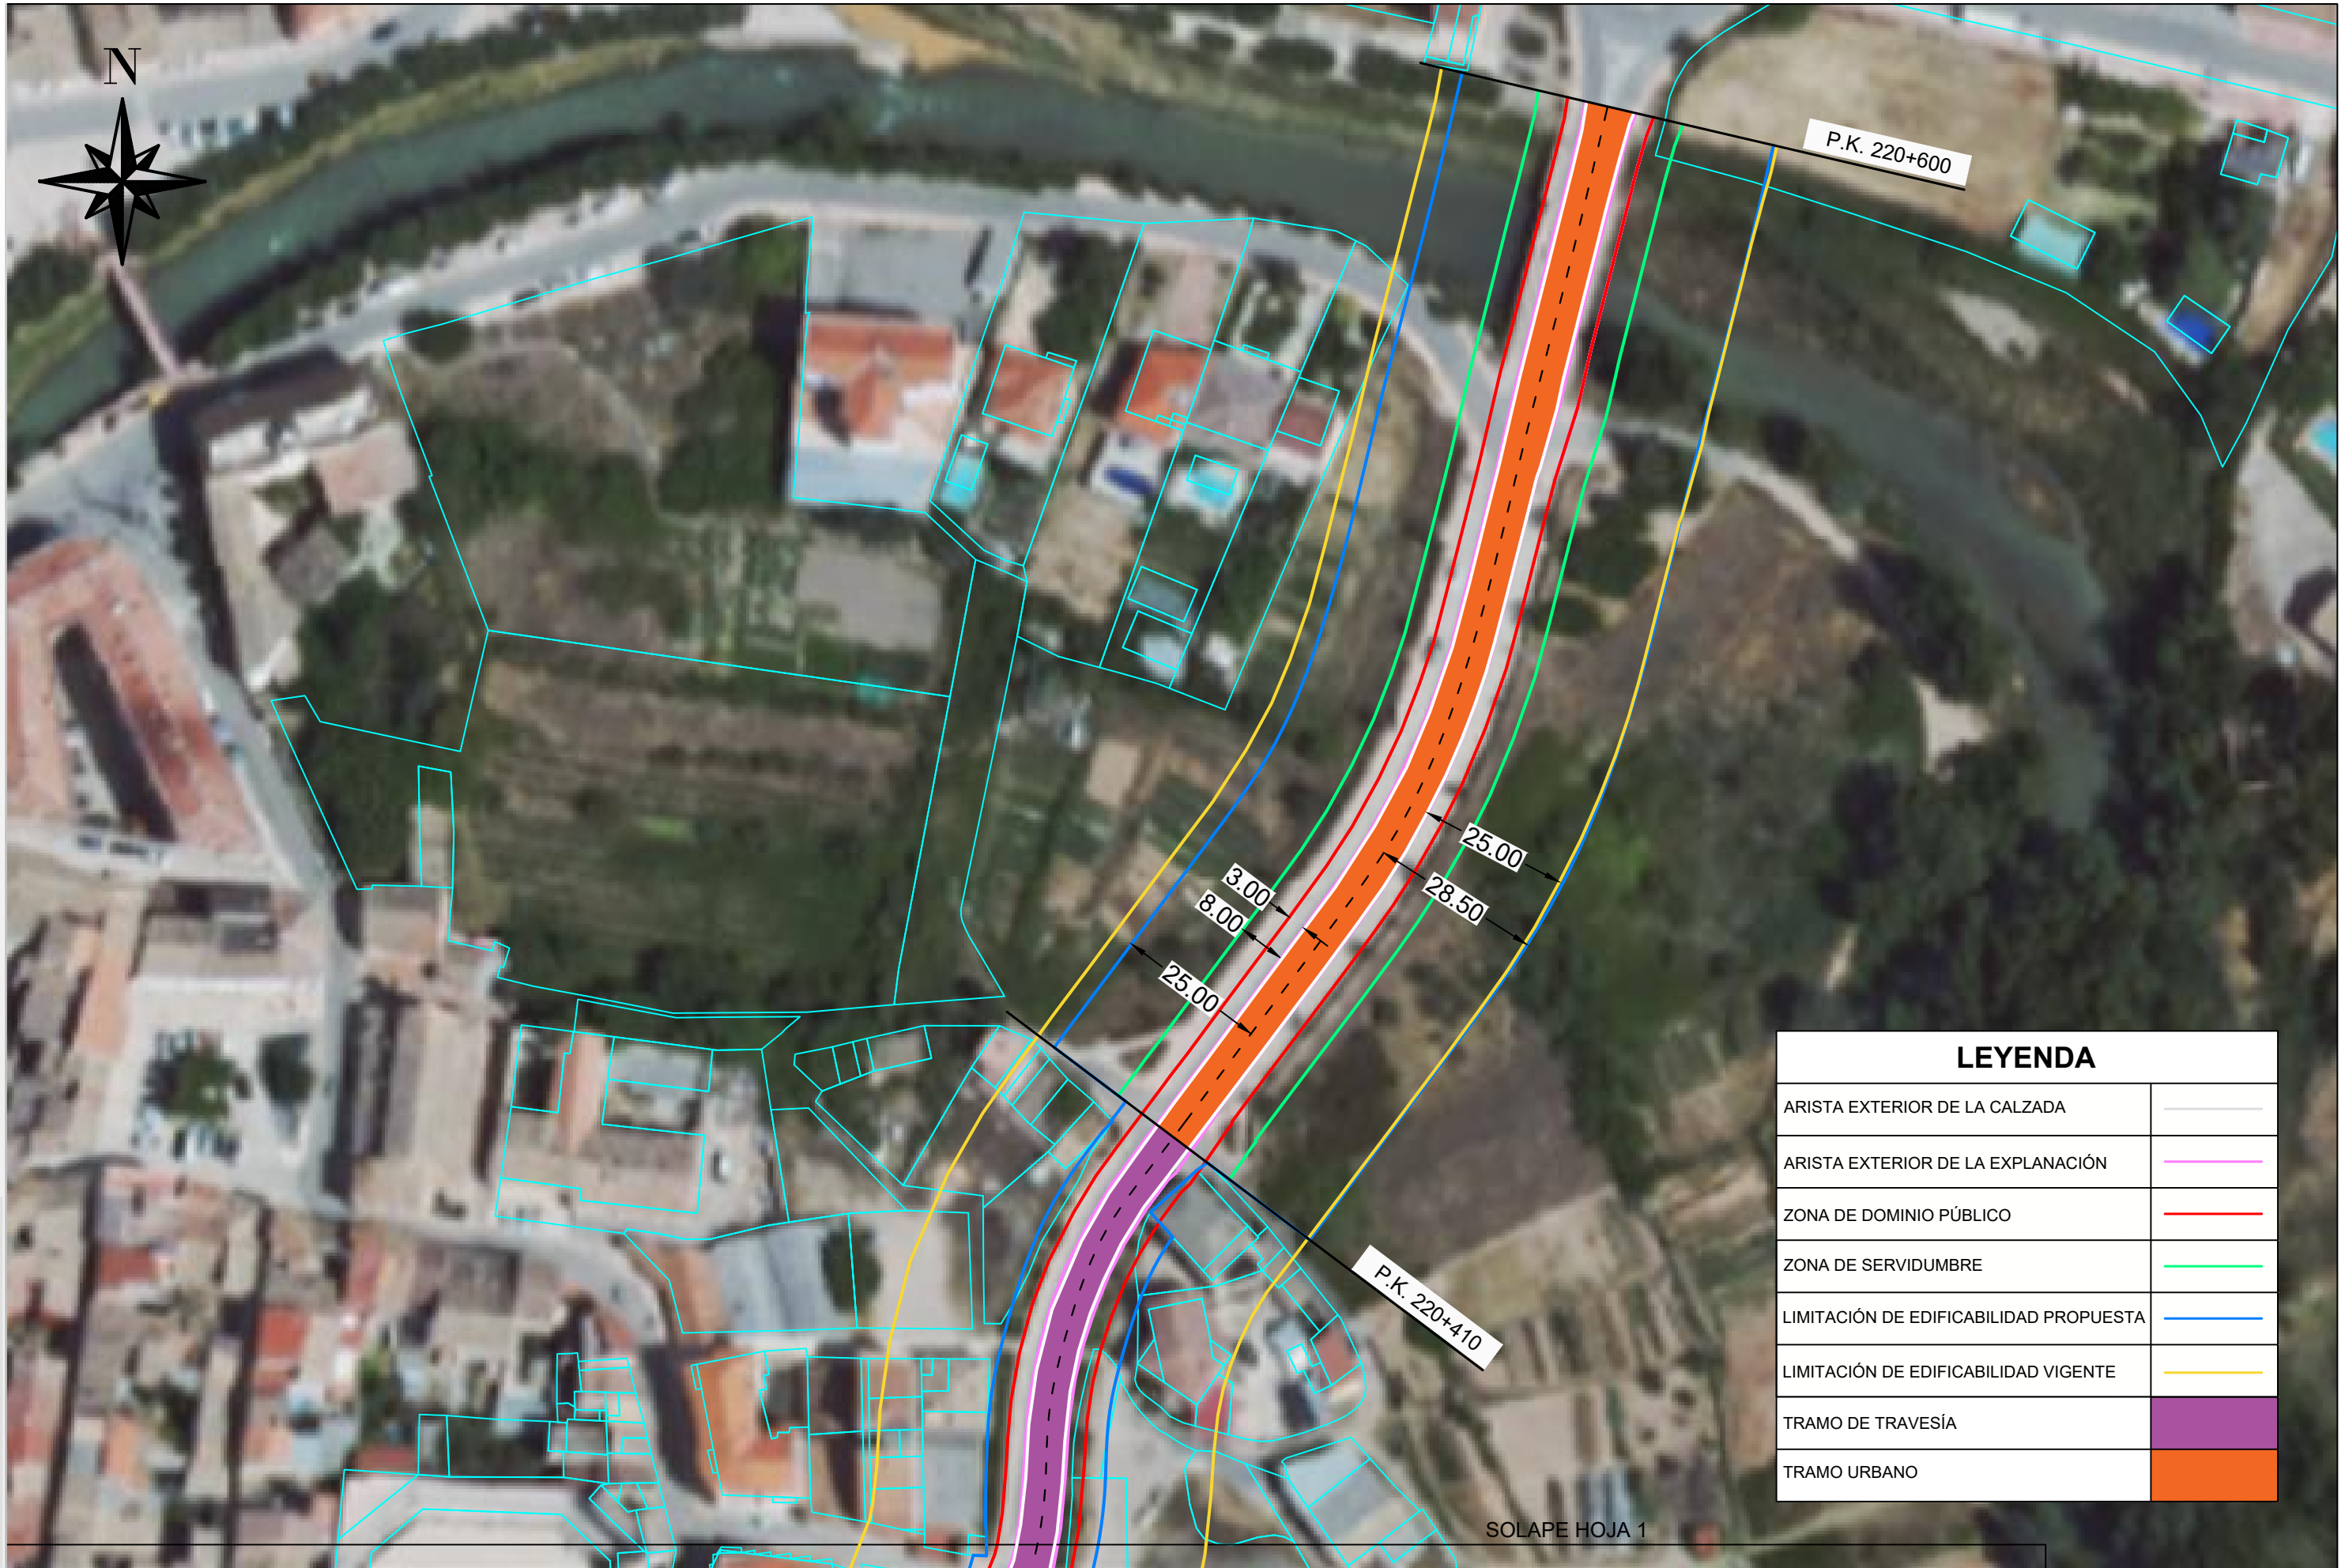 N
P.K. 220+600
25.00
28.50
3.00
8.00
25.00
P.K. 220+410
LEYENDA
ARISTA EXTERIOR DE LA CALZADA
ARISTA EXTERIOR DE LA EXPLANACIÓN
ZONA DE DOMINIO PÚBLICO
ZONA DE SERVIDUMBRE
LIMITACIÓN DE EDIFICABILIDAD PROPUESTA
LIMITACIÓN DE EDIFICABILIDAD VIGENTE
TRAMO DE TRAVESÍA
TRAMO URBANO
SOLAPE HOJA 1